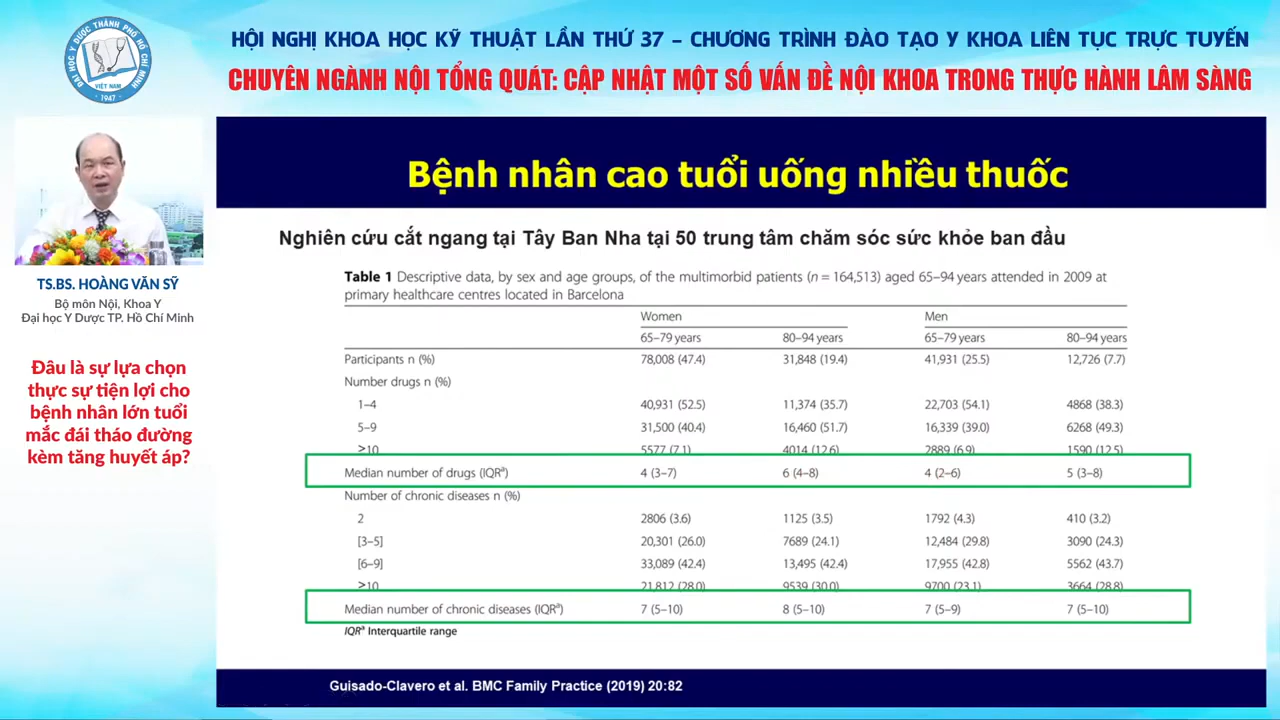 HỘI NGHỊ KHOA HỌC KỸ THUẬT LẦN THỨ 37 – CHƯƠNG TRÌNH ĐÀO TẠO Y KHOA LIÊN TỤC TRỰC TUYẾN
CHUYÊN NGÀNH NỘI TỔNG QUÁT: CẬP NHẬT MỘT SỐ VẤN ĐỀ NỘI KHOA TRONG THỰC HÀNH LÂM SÀNG
ĐẠI HỌC Y DƯỢC THÀNH PHỐ HỒ CHÍ MINH
VIỆT NAM
1947
TS.BS. HOÀNG VĂN SỸ
Bộ môn Nội, Khoa Y
Đại học Y Dược TP. Hồ Chí Minh
Đâu là sự lựa chọn
thực sự tiện lợi cho
bệnh nhân lớn tuổi
mắc đái tháo đường
kèm tăng huyết áp?
Bệnh nhân cao tuổi uống nhiều thuốc
Nghiên cứu cắt ngang tại Tây Ban Nha tại 50 trung tâm chăm sóc sức khỏe ban đầu
Table 1 Descriptive data, by sex and age groups, of the multimorbid patients (n = 164,513) aged 65–94 years attended in 2009 at
primary healthcare centres located in Barcelona
Women Men
65–79 years 80–94 years 65–79 years 80–94 years
Participants n (%) 78,008 (47.4) 31,848 (19.4) 41,931 (25.5) 12,726 (7.7)
Number drugs n (%)
1–4 40,931 (52.5) 11,374 (35.7) 22,703 (54.1) 4868 (38.3)
5–9 31,500 (40.4) 16,460 (51.7) 16,339 (39.0) 6268 (49.3)
≥10 5577 (7.1) 4014 (12.6) 2889 (6.9) 1590 (12.5)
Median number of drugs (IQRª) 4 (3–7) 6 (4–8) 4 (2–6) 5 (3–8)
Number of chronic diseases n (%)
2 2806 (3.6) 1125 (3.5) 1792 (4.3) 410 (3.2)
[3–5] 20,301 (26.0) 7689 (24.1) 12,484 (29.8) 3090 (24.3)
[6–9] 33,089 (42.4) 13,495 (42.4) 17,955 (42.8) 5562 (43.7)
≥10 21,812 (28.0) 9539 (30.0) 9700 (23.1) 3664 (28.8)
Median number of chronic diseases (IQRª) 7 (5–10) 8 (5–10) 7 (5–9) 7 (5–10)
IQRª Interquartile range
Guisado-Clavero et al. BMC Family Practice (2019) 20:82